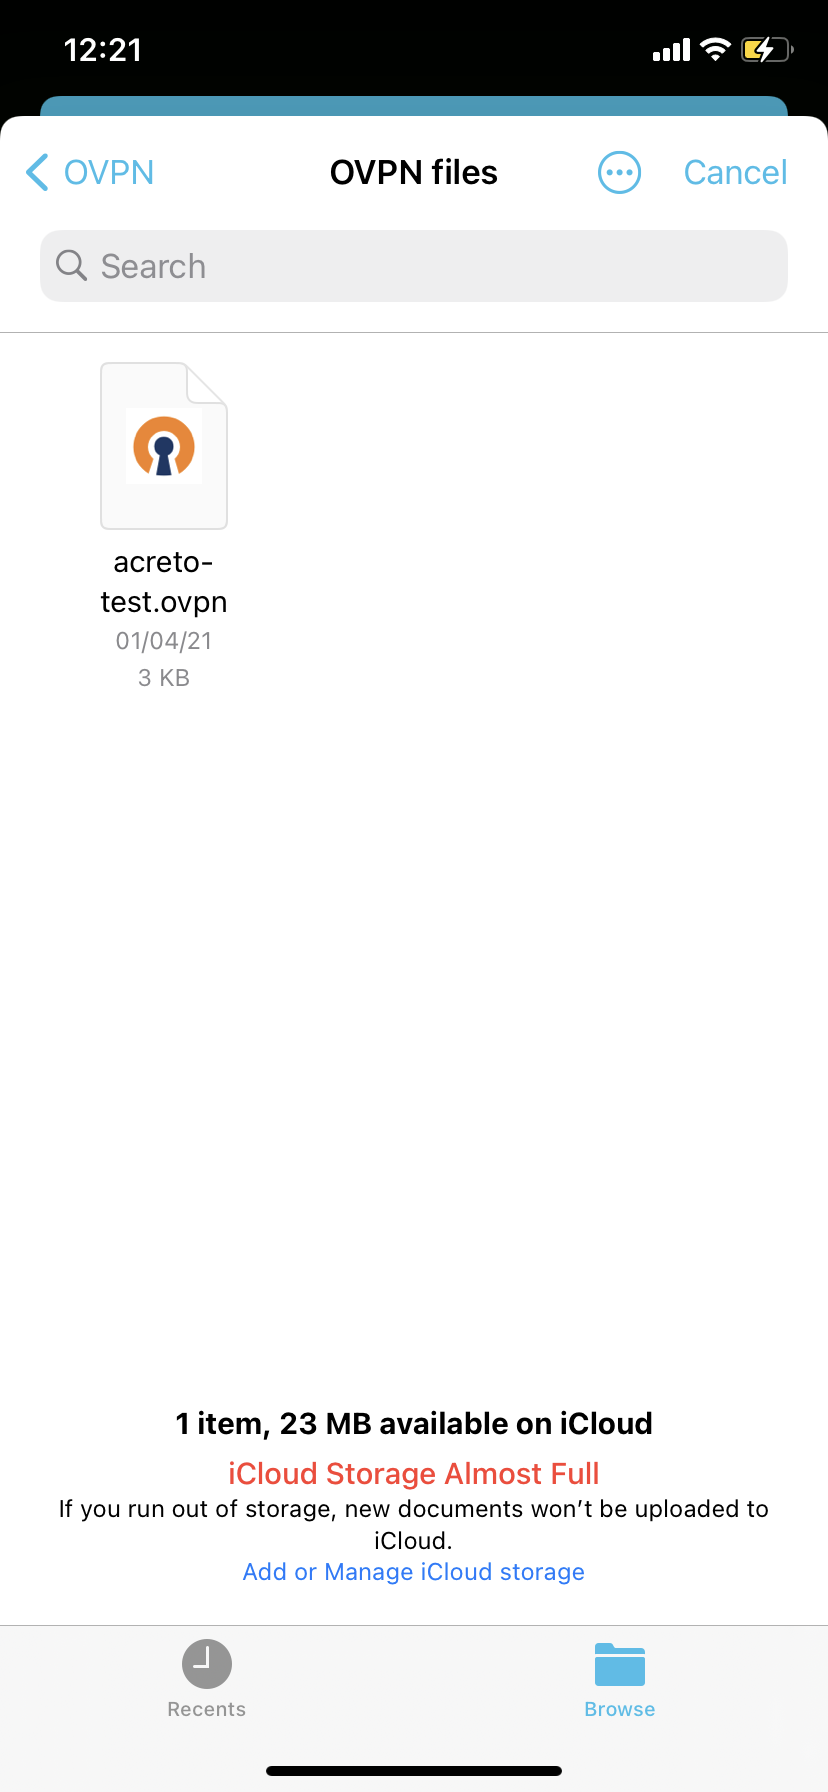 12:21
OVPN
OVPN files
Cancel
Search
acreto-
test.ovpn
01/04/21
3 KB
1 item, 23 MB available on iCloud
iCloud Storage Almost Full
If you run out of storage, new documents won’t be uploaded to
iCloud.
Add or Manage iCloud storage
Recents
Browse